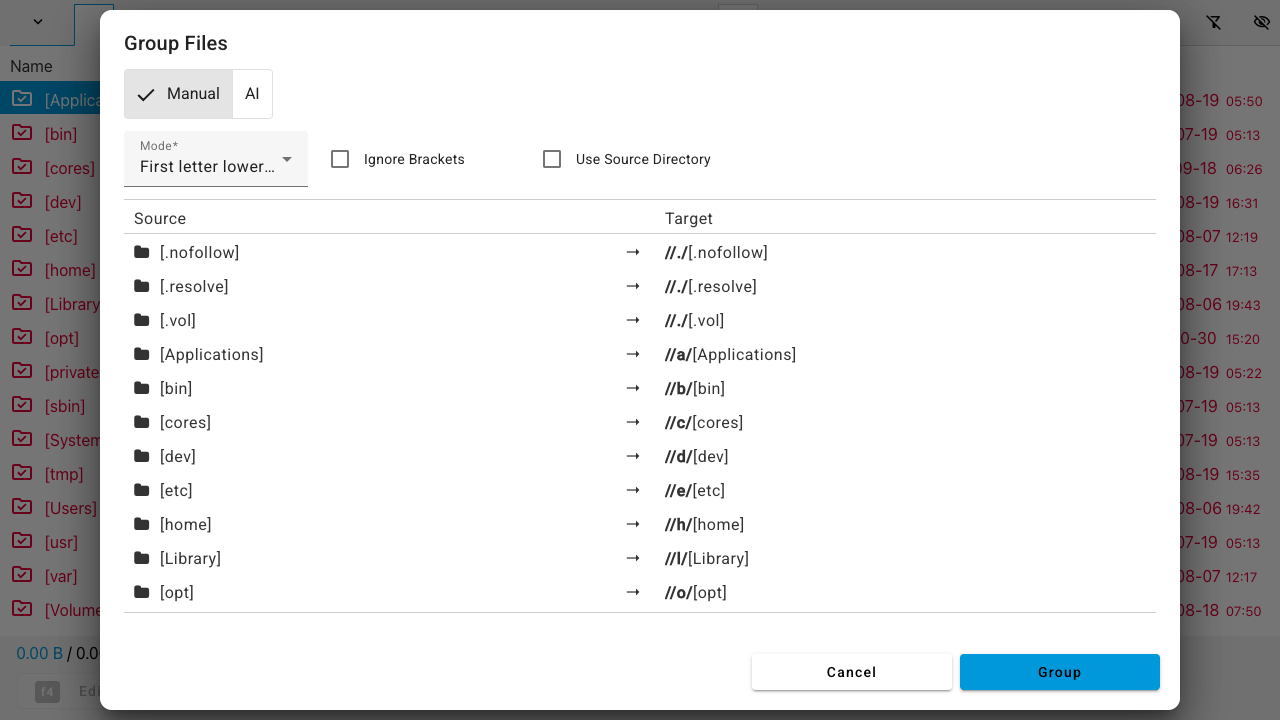 Group Files
Manual
AI
Mode*
First letter lower...
Ignore Brackets
Use Source Directory
Source
Target
[.nofollow] → //./[.nofollow]
[.resolve] → //./[.resolve]
[.vol] → //./[.vol]
[Applications] → //a/[Applications]
[bin] → //b/[bin]
[cores] → //c/[cores]
[dev] → //d/[dev]
[etc] → //e/[etc]
[home] → //h/[home]
[Library] → //l/[Library]
[opt] → //o/[opt]
Cancel
Group
Name
[Applica
08-19 05:50
[bin]
07-19 05:13
[cores]
09-18 06:26
[dev]
08-19 16:31
[etc]
08-07 12:19
[home]
08-17 17:13
[Library
08-06 19:43
[opt]
0-30 15:20
[private
08-19 05:22
[sbin]
07-19 05:13
[System
07-19 05:13
[tmp]
08-19 15:35
[Users]
08-06 19:42
[usr]
07-19 05:13
[var]
08-07 12:17
[Volume
08-18 07:50
0.00 B / 0.00
f4 Edi